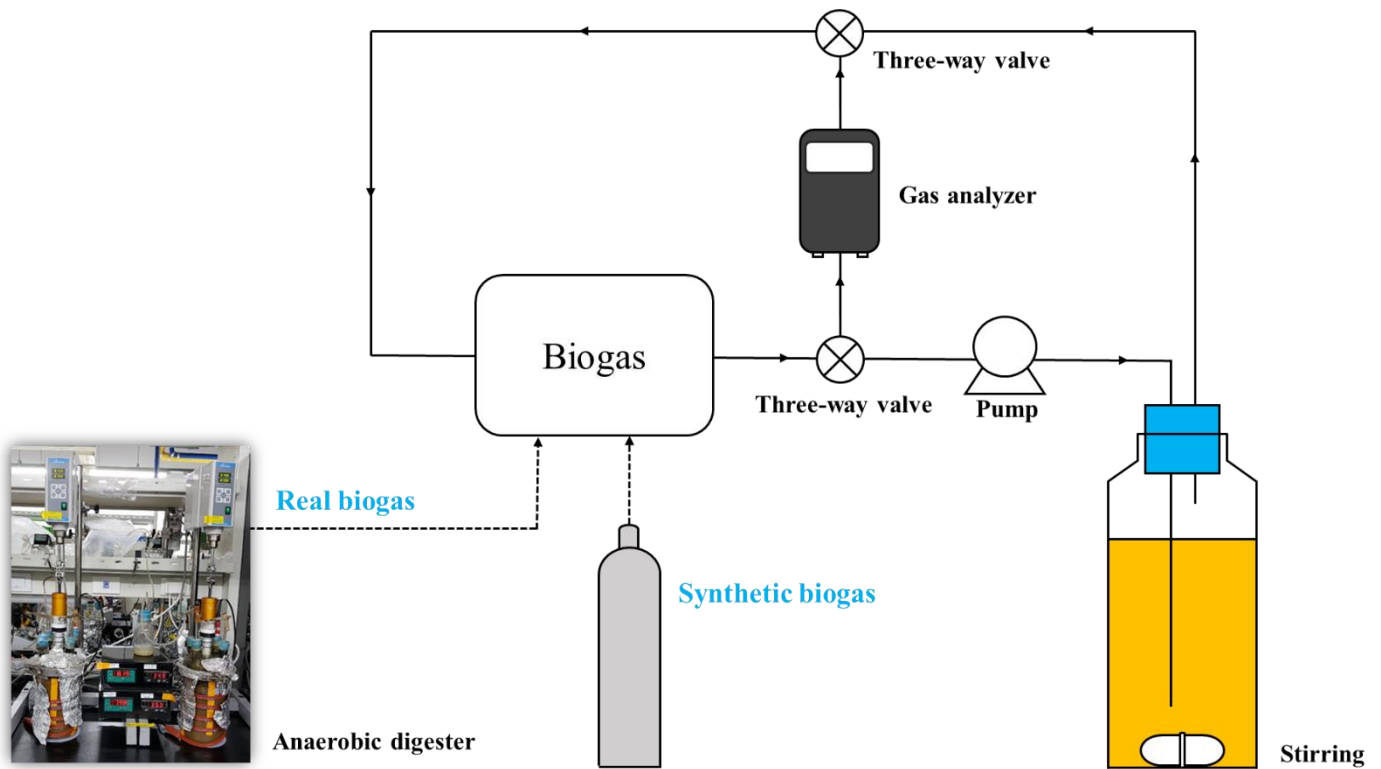 Three-way valve
Gas analyzer
Biogas
Three-way valve
Pump
Real biogas
Synthetic biogas
Anaerobic digester
Stirring